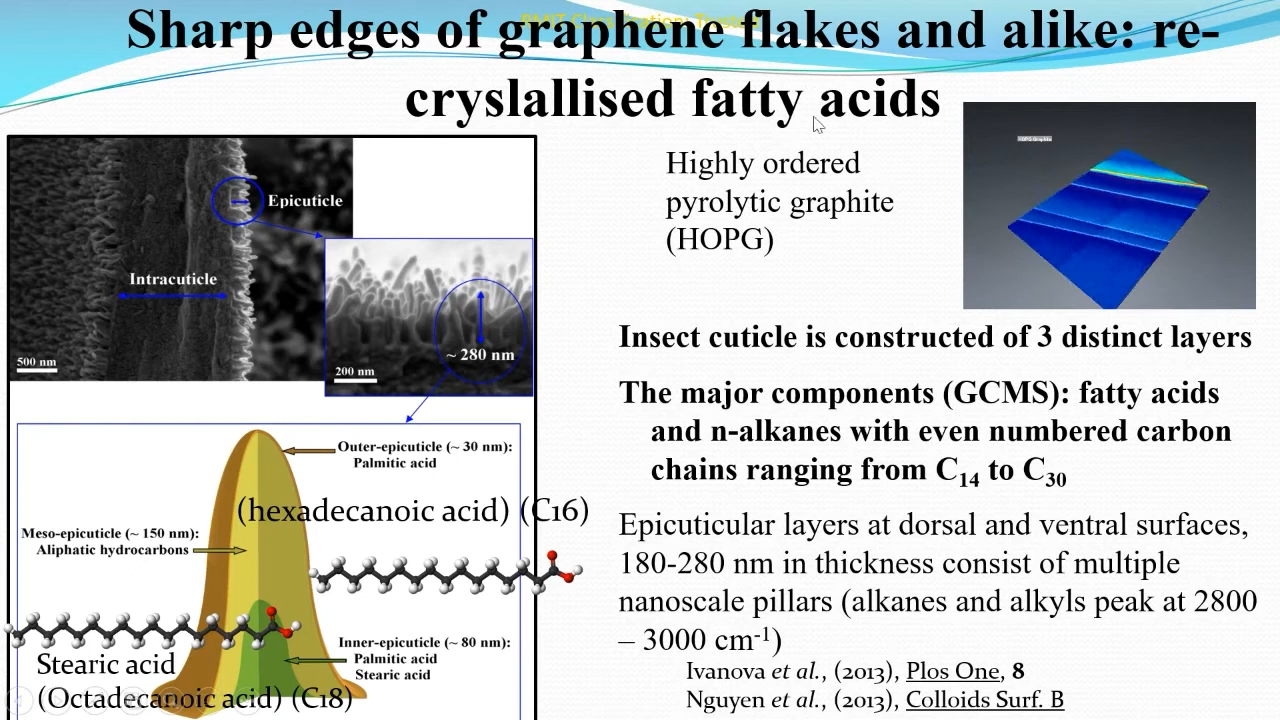 RMIT Classification: Trusted
Sharp edges of graphene flakes and alike: re-
cryslallised fatty acids
Epicuticle
Intracuticle
500 nm
~ 280 nm
200 nm
Outer-epicuticle (~ 30 nm):
Palmitic acid
(hexadecanoic acid) (C16)
Meso-epicuticle (~ 150 nm):
Aliphatic hydrocarbons
Inner-epicuticle (~ 80 nm):
Palmitic acid
Stearic acid
Stearic acid
(Octadecanoic acid) (C18)
Highly ordered
pyrolytic graphite
(HOPG)
HOPG Graphite
Insect cuticle is constructed of 3 distinct layers
The major components (GCMS): fatty acids
and n-alkanes with even numbered carbon
chains ranging from C14 to C30
Epicuticular layers at dorsal and ventral surfaces,
180-280 nm in thickness consist of multiple
nanoscale pillars (alkanes and alkyls peak at 2800
– 3000 cm-1)
Ivanova et al., (2013), Plos One, 8
Nguyen et al., (2013), Colloids Surf. B